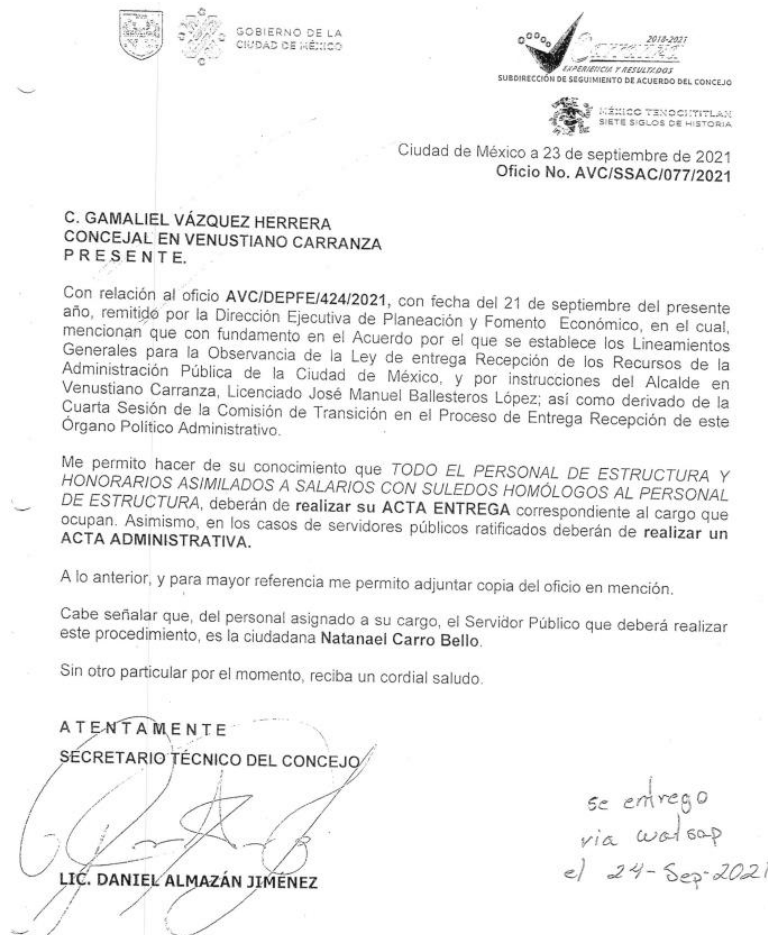 GOBIERNO DE LA
CIUDAD DE MÉXICO
2018-2021
Carranza
EXPERIENCIA Y RESULTADOS
SUBDIRECCIÓN DE SEGUIMIENTO DE ACUERDO DEL CONCEJO
MÉXICO TENOCHTITLAN
SIETE SIGLOS DE HISTORIA
Ciudad de México a 23 de septiembre de 2021
Oficio No. AVC/SSAC/077/2021
C. GAMALIEL VÁZQUEZ HERRERA
CONCEJAL EN VENUSTIANO CARRANZA
P R E S E N T E.
Con relación al oficio AVC/DEPFE/424/2021, con fecha del 21 de septiembre del presente
año, remitido por la Dirección Ejecutiva de Planeación y Fomento Económico, en el cual,
mencionan que con fundamento en el Acuerdo por el que se establece los Lineamientos
Generales para la Observancia de la Ley de entrega Recepción de los Recursos de la
Administración Pública de la Ciudad de México, y por instrucciones del Alcalde en
Venustiano Carranza, Licenciado José Manuel Ballesteros López; así como derivado de la
Cuarta Sesión de la Comisión de Transición en el Proceso de Entrega Recepción de este
Órgano Político Administrativo.
Me permito hacer de su conocimiento que TODO EL PERSONAL DE ESTRUCTURA Y
HONORARIOS ASIMILADOS A SALARIOS CON SULEDOS HOMÓLOGOS AL PERSONAL
DE ESTRUCTURA, deberán de realizar su ACTA ENTREGA correspondiente al cargo que
ocupan. Asimismo, en los casos de servidores públicos ratificados deberán de realizar un
ACTA ADMINISTRATIVA.
A lo anterior, y para mayor referencia me permito adjuntar copia del oficio en mención.
Cabe señalar que, del personal asignado a su cargo, el Servidor Público que deberá realizar
este procedimiento, es la ciudadana Natanael Carro Bello.
Sin otro particular por el momento, reciba un cordial saludo.
A T E N T A M E N T E
SECRETARIO TÉCNICO DEL CONCEJO
LIC. DANIEL ALMAZÁN JIMÉNEZ
se entrego
via watsap
el 24-Sep-2021